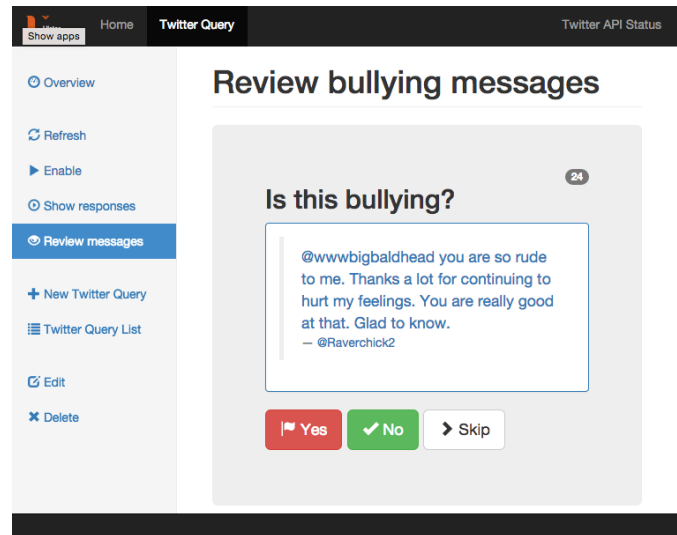 Show apps
Home
Twitter Query
Twitter API Status
Overview
Refresh
Enable
Show responses
Review messages
New Twitter Query
Twitter Query List
Edit
Delete
Review bullying messages
24
Is this bullying?
@wwwbigbaldhead you are so rude
to me. Thanks a lot for continuing to
hurt my feelings. You are really good
at that. Glad to know.
— @Raverchick2
Yes
No
Skip